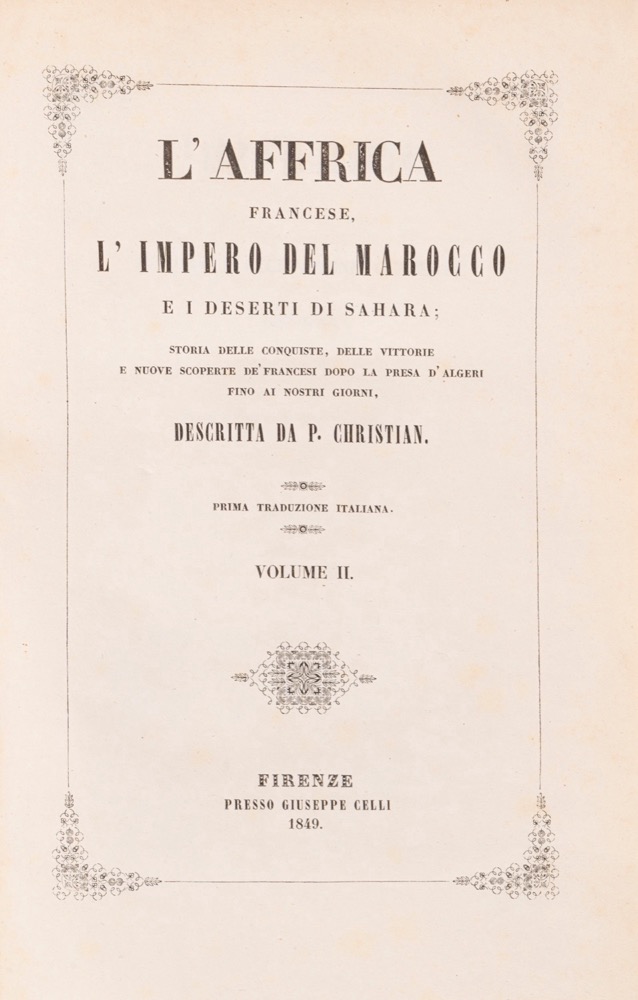 L' AFFRICA
FRANCESE,
L' IMPERO DEL MAROCCO
E I DESERTI DI SAHARA;
STORIA DELLE CONQUISTE, DELLE VITTORIE
E NUOVE SCOPERTE DE' FRANCESI DOPO LA PRESA D' ALGERI
FINO AI NOSTRI GIORNI,
DESCRITTA DA P. CHRISTIAN.
PRIMA TRADUZIONE ITALIANA.
VOLUME II.
FIRENZE
PRESSO GIUSEPPE CELLI
1849.